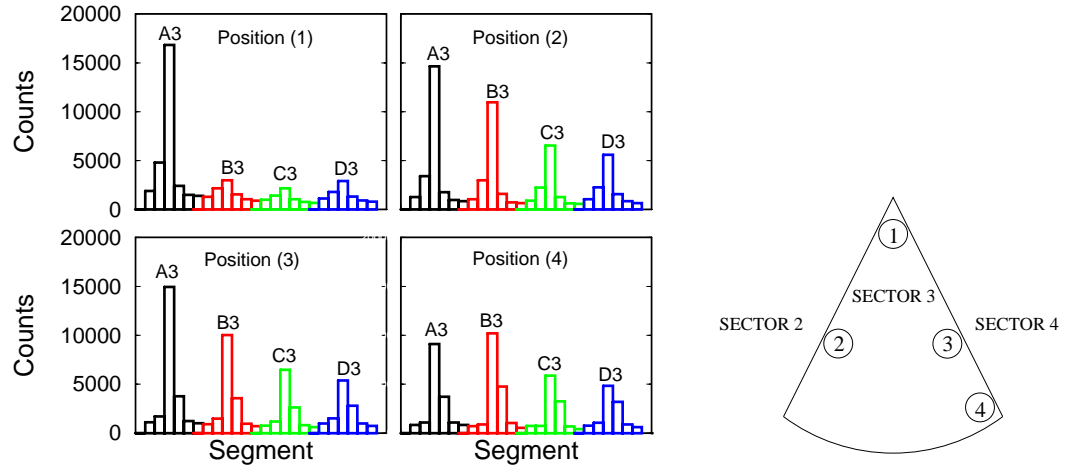 20000
15000
10000
5000
0
Counts
A3
Position (1)
B3
C3
D3
A3
Position (2)
B3
C3
D3
20000
15000
10000
5000
0
Counts
A3
Position (3)
B3
C3
D3
A3
Position (4)
B3
C3
D3
Segment
Segment
1
SECTOR 3
SECTOR 2
SECTOR 4
2
3
4